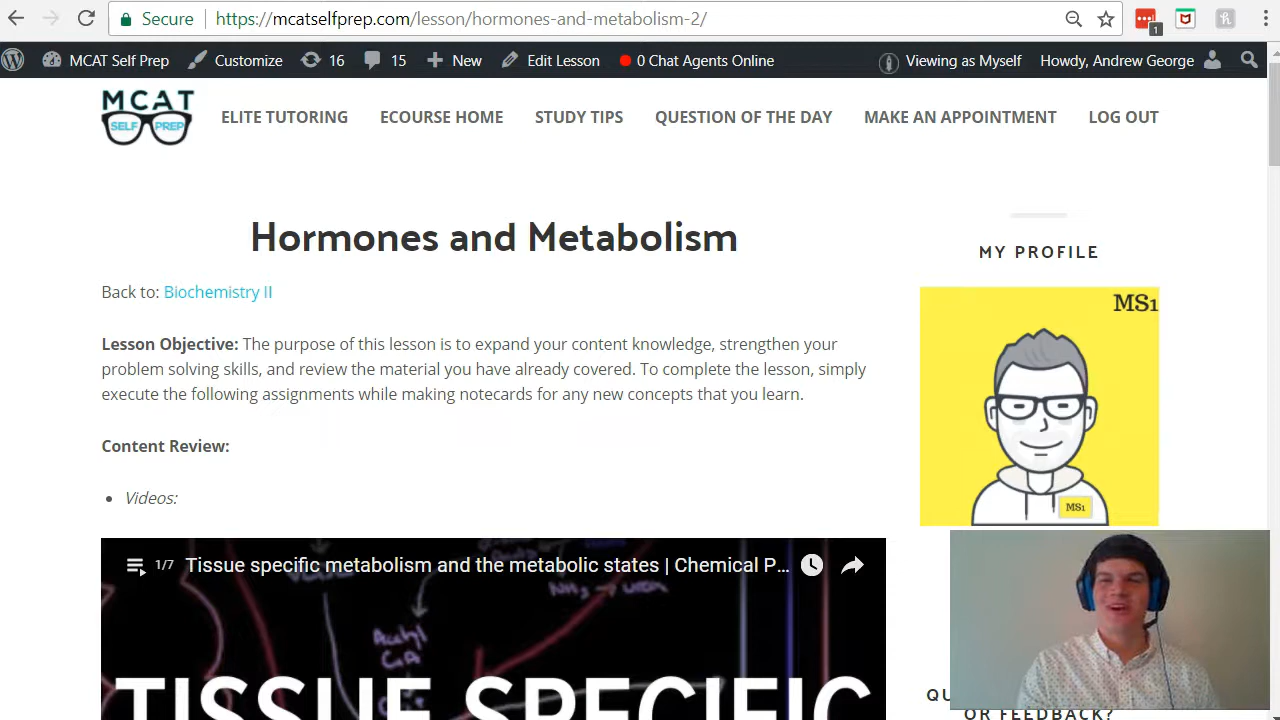 Secure https://mcatselfprep.com/lesson/hormones-and-metabolism-2/
1
MCAT Self Prep Customize 16 15 New Edit Lesson 0 Chat Agents Online Viewing as Myself Howdy, Andrew George
MCAT
SELF PREP
ELITE TUTORING ECOURSE HOME STUDY TIPS QUESTION OF THE DAY MAKE AN APPOINTMENT LOG OUT
Hormones and Metabolism
Back to: Biochemistry II
Lesson Objective: The purpose of this lesson is to expand your content knowledge, strengthen your
problem solving skills, and review the material you have already covered. To complete the lesson, simply
execute the following assignments while making notecards for any new concepts that you learn.
Content Review:
Videos:
1/7 Tissue specific metabolism and the metabolic states | Chemical P...
NH3 → urea
Acetyl
CoA
TISSUE SPECIFIC
MY PROFILE
MS1
MS1
QU
OR FEEDBACK?